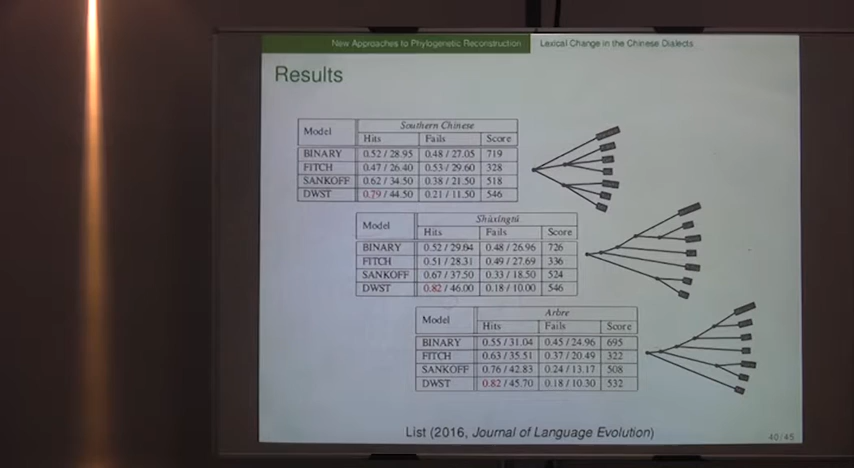 New Approaches to Phylogenetic Reconstruction Lexical Change in the Chinese Dialects
Results
Model Southern Chinese
Hits Fails Score
BINARY 0.52 / 28.95 0.48 / 27.05 719
FITCH 0.47 / 26.40 0.53 / 29.60 328
SANKOFF 0.62 / 34.50 0.38 / 21.50 518
DWST 0.79 / 44.50 0.21 / 11.50 546
Model Shùxíngtú
Hits Fails Score
BINARY 0.52 / 29.04 0.48 / 26.96 726
FITCH 0.51 / 28.31 0.49 / 27.69 336
SANKOFF 0.67 / 37.50 0.33 / 18.50 524
DWST 0.82 / 46.00 0.18 / 10.00 546
Model Arbre
Hits Fails Score
BINARY 0.55 / 31.04 0.45 / 24.96 695
FITCH 0.63 / 35.51 0.37 / 20.49 322
SANKOFF 0.76 / 42.83 0.24 / 13.17 508
DWST 0.82 / 45.70 0.18 / 10.30 532
List (2016, Journal of Language Evolution)
40/45